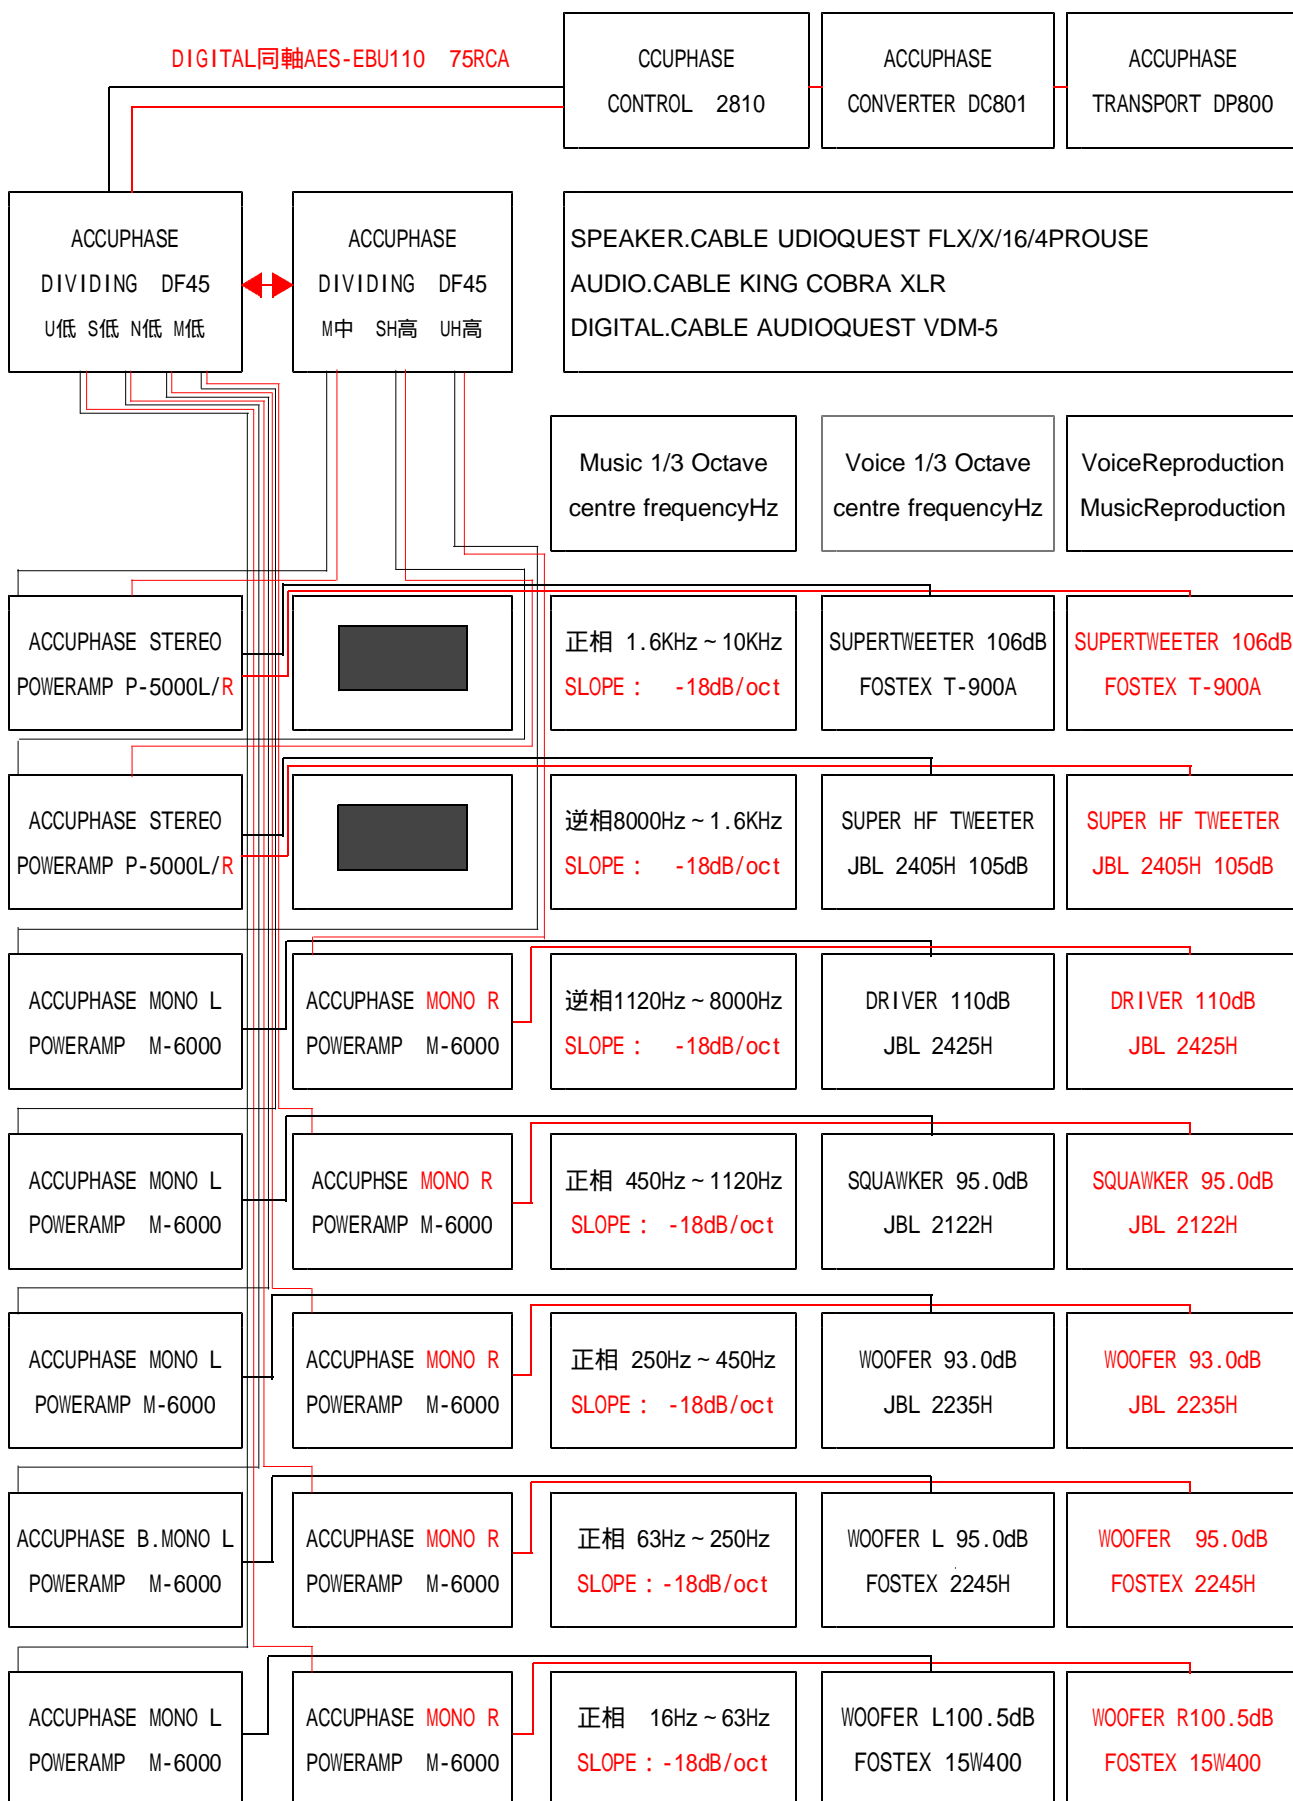 DIGITAL同軸AES-EBU110 75RCA
CCUPHASE
CONTROL 2810
ACCUPHASE
CONVERTER DC801
ACCUPHASE
TRANSPORT DP800
ACCUPHASE
DIVIDING DF45
U低 S低 N低 M低
ACCUPHASE
DIVIDING DF45
M中 SH高 UH高
SPEAKER.CABLE UDIOQUEST FLX/X/16/4PROUSE
AUDIO.CABLE KING COBRA XLR
DIGITAL.CABLE AUDIOQUEST VDM-5
Music 1/3 Octave
centre frequencyHz
Voice 1/3 Octave
centre frequencyHz
VoiceReproduction
MusicReproduction
ACCUPHASE STEREO
POWERAMP P-5000L/R
正相 1.6KHz~10KHz
SLOPE： -18dB/oct
SUPERTWEETER 106dB
FOSTEX T-900A
SUPERTWEETER 106dB
FOSTEX T-900A
ACCUPHASE STEREO
POWERAMP P-5000L/R
逆相8000Hz~1.6KHz
SLOPE： -18dB/oct
SUPER HF TWEETER
JBL 2405H 105dB
SUPER HF TWEETER
JBL 2405H 105dB
ACCUPHASE MONO L
POWERAMP M-6000
ACCUPHASE MONO R
POWERAMP M-6000
逆相1120Hz~8000Hz
SLOPE： -18dB/oct
DRIVER 110dB
JBL 2425H
DRIVER 110dB
JBL 2425H
ACCUPHASE MONO L
POWERAMP M-6000
ACCUPHSE MONO R
POWERAMP M-6000
正相 450Hz~1120Hz
SLOPE： -18dB/oct
SQUAWKER 95.0dB
JBL 2122H
SQUAWKER 95.0dB
JBL 2122H
ACCUPHASE MONO L
POWERAMP M-6000
ACCUPHASE MONO R
POWERAMP M-6000
正相 250Hz~450Hz
SLOPE： -18dB/oct
WOOFER 93.0dB
JBL 2235H
WOOFER 93.0dB
JBL 2235H
ACCUPHASE B.MONO L
POWERAMP M-6000
ACCUPHASE MONO R
POWERAMP M-6000
正相 63Hz~250Hz
SLOPE：-18dB/oct
WOOFER L 95.0dB
FOSTEX 2245H
WOOFER 95.0dB
FOSTEX 2245H
ACCUPHASE MONO L
POWERAMP M-6000
ACCUPHASE MONO R
POWERAMP M-6000
正相 16Hz~63Hz
SLOPE：-18dB/oct
WOOFER L100.5dB
FOSTEX 15W400
WOOFER R100.5dB
FOSTEX 15W400